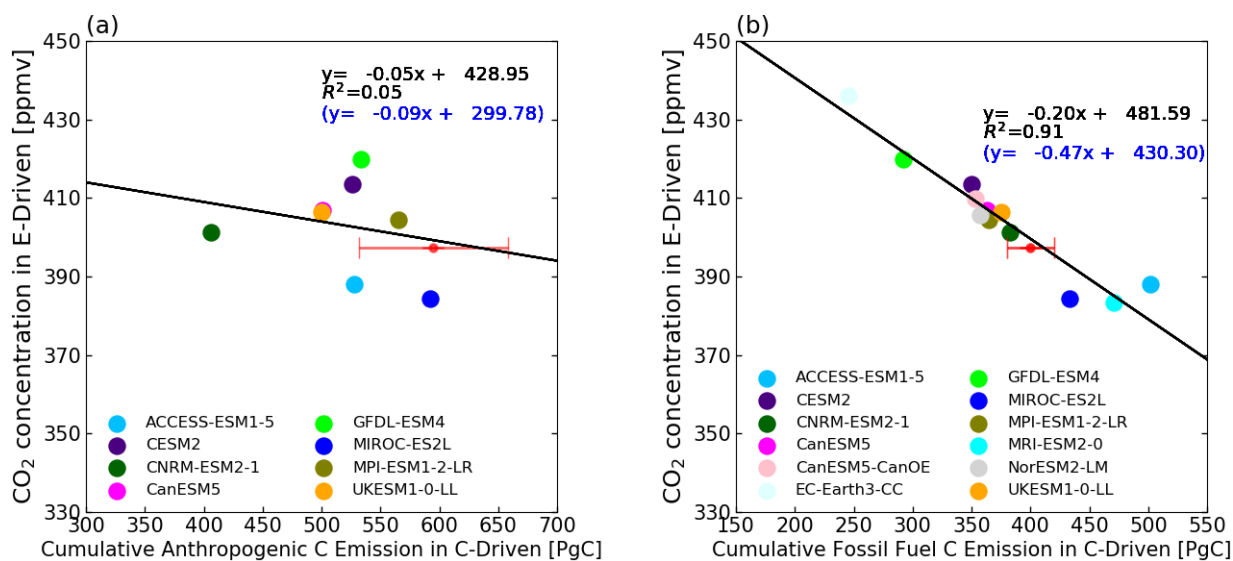 (a)
450
430
410
390
370
350
330
CO₂ concentration in E-Driven [ppmv]
y= -0.05x + 428.95
R²=0.05
(y= -0.09x + 299.78)
ACCESS-ESM1-5
CESM2
CNRM-ESM2-1
CanESM5
GFDL-ESM4
MIROC-ES2L
MPI-ESM1-2-LR
UKESM1-0-LL
300 400 450 500 550 600 650 700
Cumulative Anthropogenic C Emission in C-Driven [PgC]
(b)
450
430
410
390
370
350
330
CO₂ concentration in E-Driven [ppmv]
y= -0.20x + 481.59
R²=0.91
(y= -0.47x + 430.30)
ACCESS-ESM1-5
CESM2
CNRM-ESM2-1
CanESM5
CanESM5-CanOE
EC-Earth3-CC
GFDL-ESM4
MIROC-ES2L
MPI-ESM1-2-LR
MRI-ESM2-0
NorESM2-LM
UKESM1-0-LL
150 250 300 350 400 450 500 550
Cumulative Fossil Fuel C Emission in C-Driven [PgC]